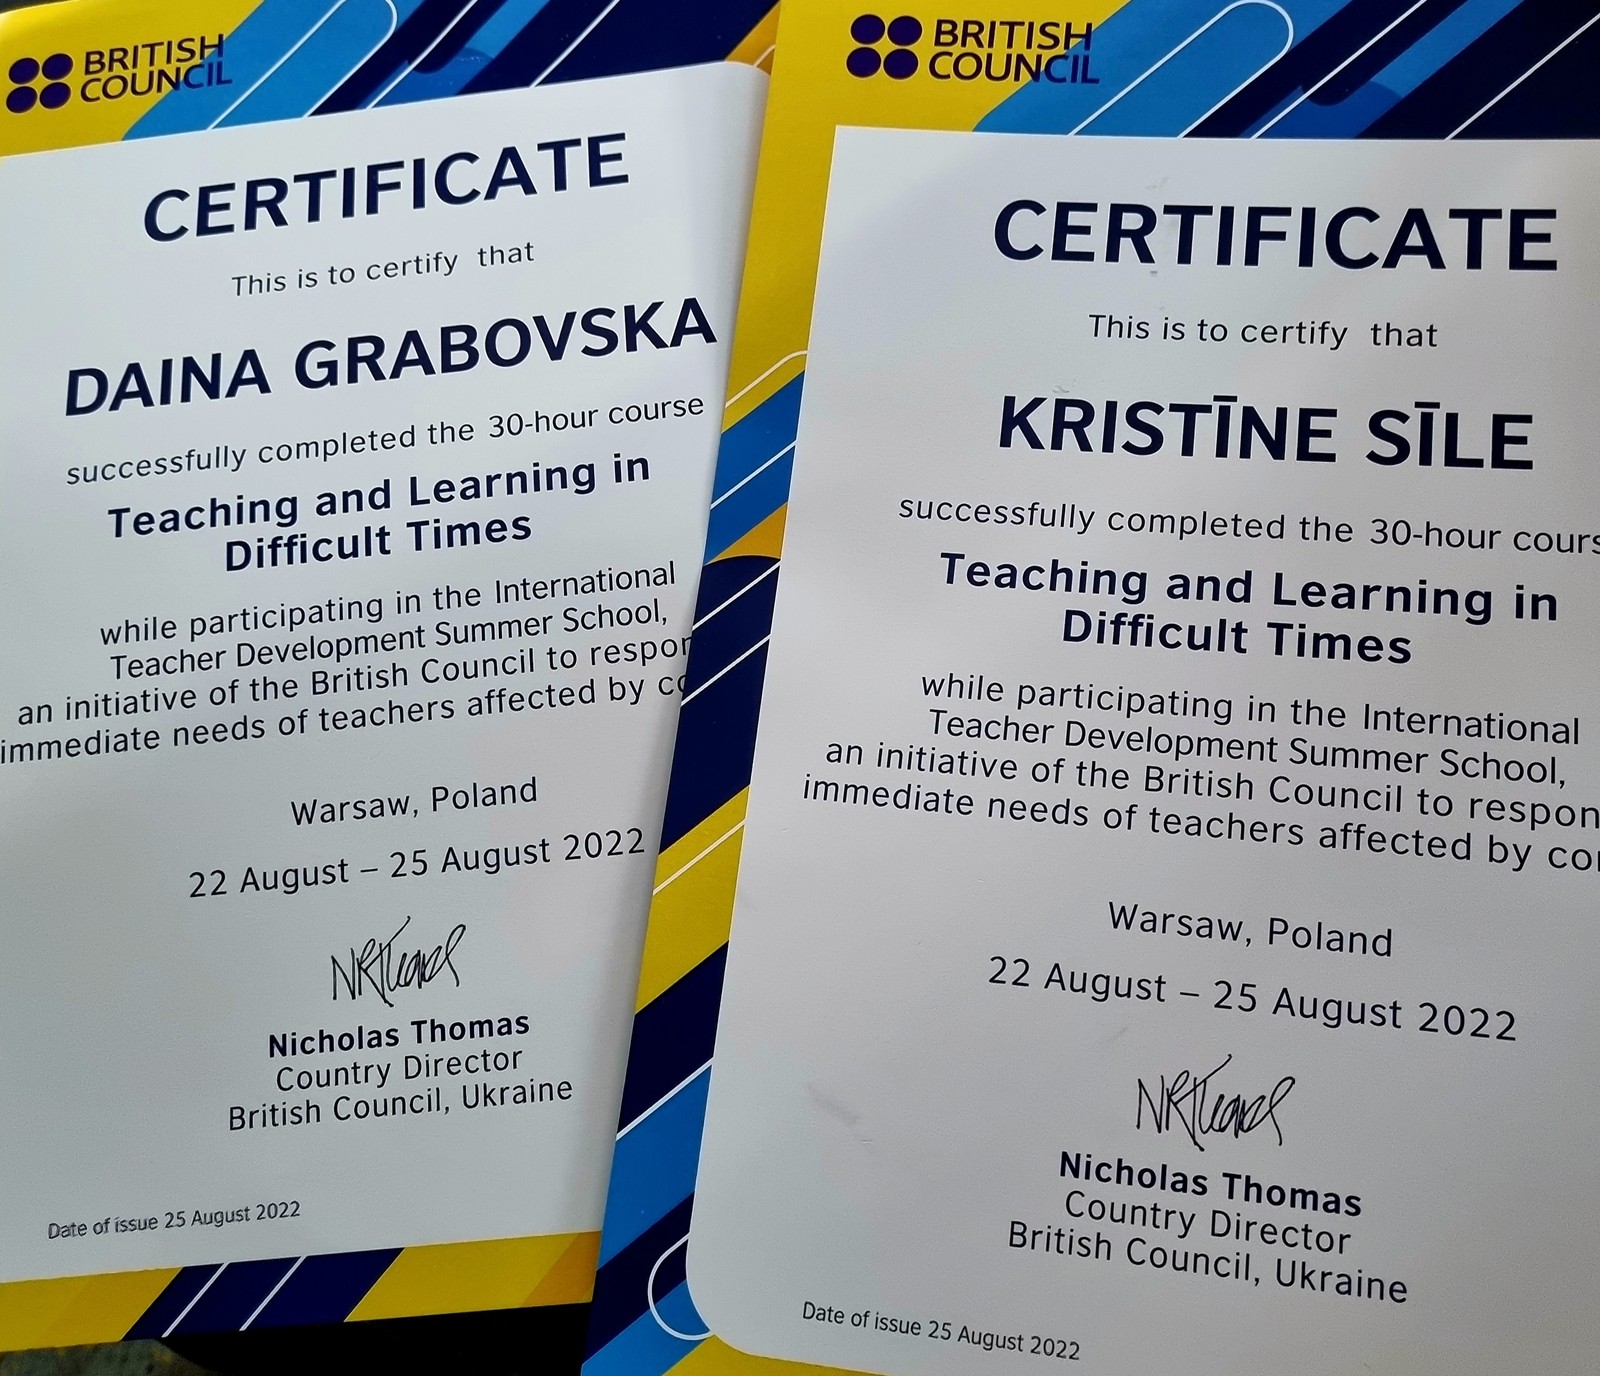 BRITISH
COUNCIL
CERTIFICATE
This is to certify that
DAINA GRABOVSKA
successfully completed the 30-hour course
Teaching and Learning in
Difficult Times
while participating in the International
Teacher Development Summer School,
an initiative of the British Council to
immediate needs of teachers affected by
Warsaw, Poland
22 August – 25 August 2022
Nicholas Thomas
Country Director
British Council, Ukraine
Date of issue 25 August 2022
BRITISH
COUNCIL
CERTIFICATE
This is to certify that
KRISTĪNE SĪLE
successfully completed the 30-hour
Teaching and Learning in
Difficult Times
while participating in the International
Teacher Development Summer School,
an initiative of the British Council to
immediate needs of teachers affected by
Warsaw, Poland
22 August – 25 August 2022
Nicholas Thomas
Country Director
British Council, Ukraine
Date of issue 25 August 2022